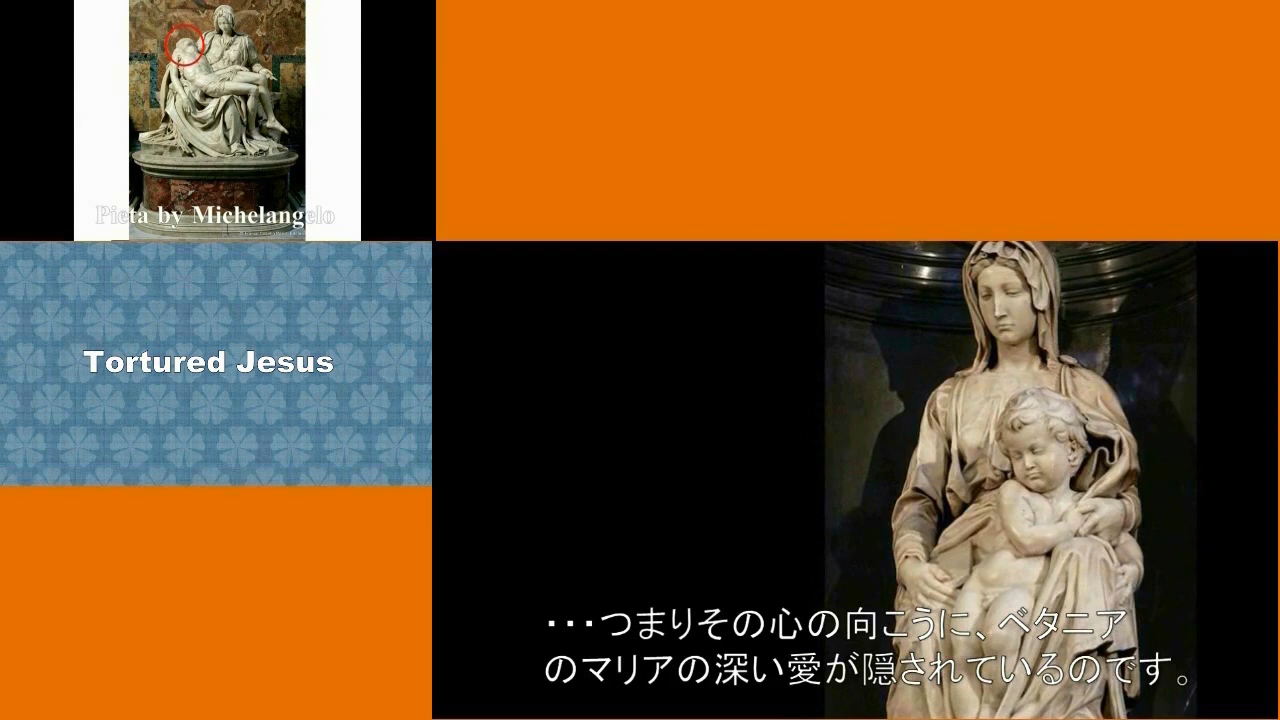 Pieta by Michelangelo
Tortured Jesus
・・・つまりその心の向こうに、ベタニア
のマリアの深い愛が隠されているのです。